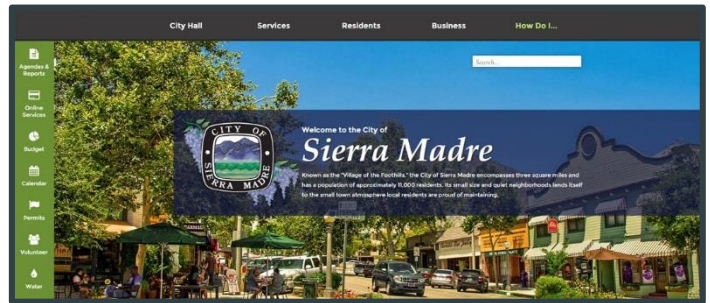 City Hall Services Residents Business How Do I...
Agendas &
Reports
Online
Services
Budget
Calendar
Permits
Volunteer
Water
Search...
CITY OF
SIERRA MADRE
Welcome to the City of
Sierra Madre
Known as the "Village of the Foothills," the City of Sierra Madre encompasses three square miles and
has a population of approximately 11,000 residents. Its small size and quiet neighborhoods lends itself
to the small town atmosphere local residents are proud of maintaining.